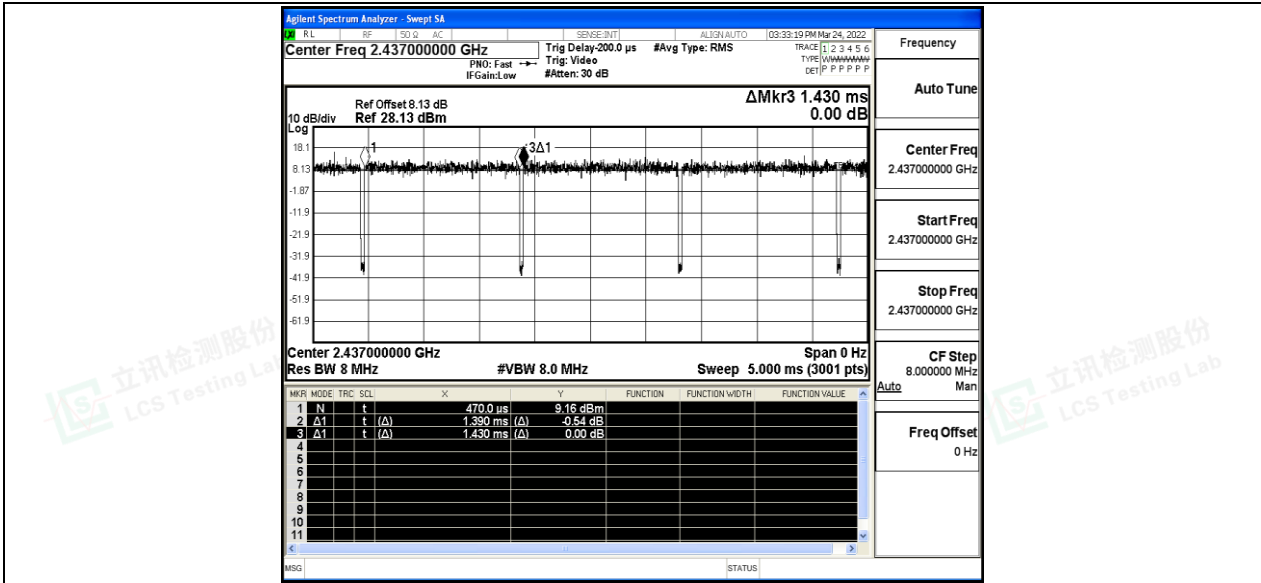 Agilent Spectrum Analyzer - Swept SA
RL RF 50 Ω AC SENSE:INT ALIGN AUTO 03:33:19 PM Mar 24, 2022
Center Freq 2.437000000 GHz
PNO: Fast
IFGain:Low
Trig Delay-200.0 µs
Trig: Video
#Atten: 30 dB
#Avg Type: RMS
TRACE 1 2 3 4 5 6
TYPE
DET P P P P P P
ΔMkr3 1.430 ms
0.00 dB
Ref Offset 8.13 dB
10 dB/div Ref 28.13 dBm
Log
18.1
8.13
-1.87
-11.9
-21.9
-31.9
-41.9
-51.9
-61.9
1
3Δ1
Center 2.437000000 GHz Span 0 Hz
Res BW 8 MHz #VBW 8.0 MHz Sweep 5.000 ms (3001 pts)
MKR MODE TRC SCL X Y FUNCTION FUNCTION WIDTH FUNCTION VALUE
1 N t 470.0 µs 9.16 dBm
2 Δ1 t (Δ) 1.390 ms (Δ) -0.54 dB
3 Δ1 t (Δ) 1.430 ms (Δ) 0.00 dB
4
5
6
7
8
9
10
11
MSG STATUS
Frequency
Auto Tune
Center Freq
2.437000000 GHz
Start Freq
2.437000000 GHz
Stop Freq
2.437000000 GHz
CF Step
8.000000 MHz
Auto Man
Freq Offset
0 Hz
立讯检测股份
LCS Testing Lab
立讯检测股份
LCS Testing Lab